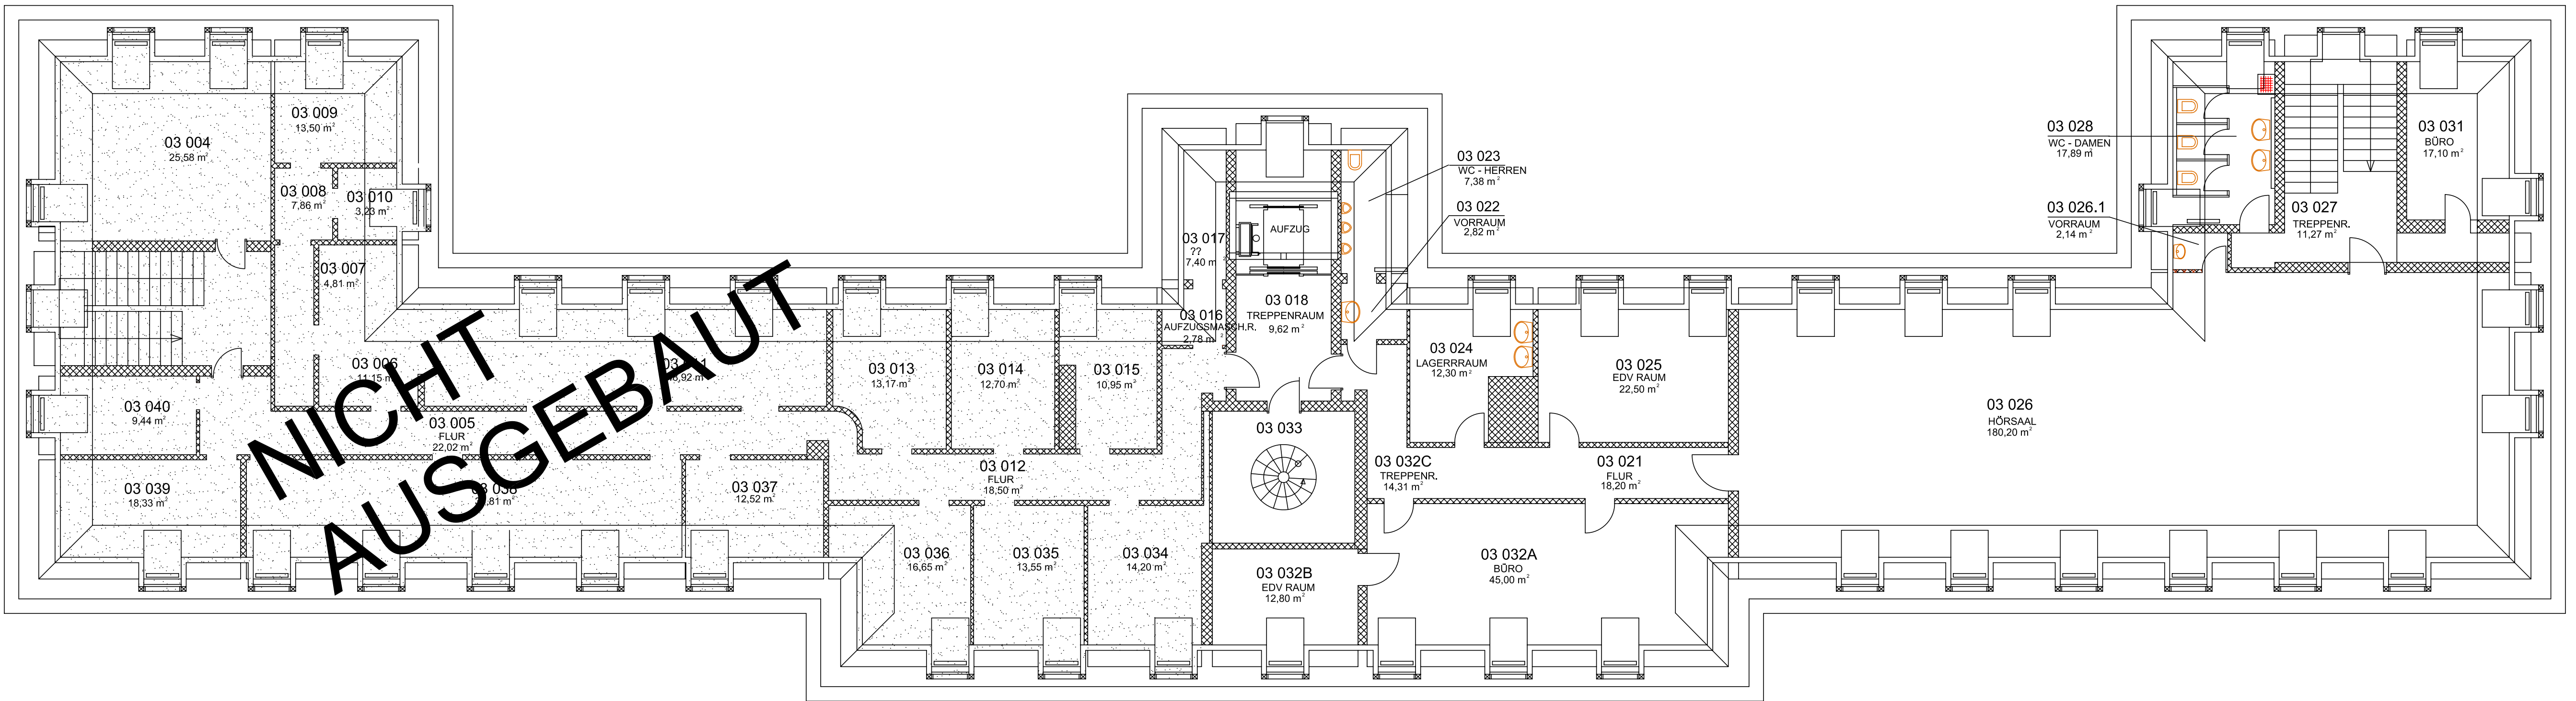 03 004
25,58 m²
03 009
13,50 m²
03 008
7,86 m²
03 010
3,23 m²
03 007
4,81 m²
03 006
11,15 m²
03 040
9,44 m²
03 005
FLUR
22,02 m²
03 039
18,33 m²
03 037
12,52 m²
NICHT
AUSGEBAUT
03 013
13,17 m²
03 014
12,70 m²
03 015
10,95 m²
03 012
FLUR
18,50 m²
03 036
16,65 m²
03 035
13,55 m²
03 034
14,20 m²
03 017
??
7,40 m²
03 016
AUFZUGSMASCH.R.
2,78 m²
AUFZUG
03 018
TREPPENRAUM
9,62 m²
03 023
WC - HERREN
7,38 m²
03 022
VORRAUM
2,82 m²
03 033
03 032B
EDV RAUM
12,80 m²
03 024
LAGERRRAUM
12,30 m²
03 025
EDV RAUM
22,50 m²
03 032C
TREPPENR.
14,31 m²
03 021
FLUR
18,20 m²
03 032A
BÜRO
45,00 m²
03 026
HÖRSAAL
180,20 m²
03 028
WC - DAMEN
17,89 m²
03 026.1
VORRAUM
2,14 m²
03 027
TREPPENR.
11,27 m²
03 031
BÜRO
17,10 m²